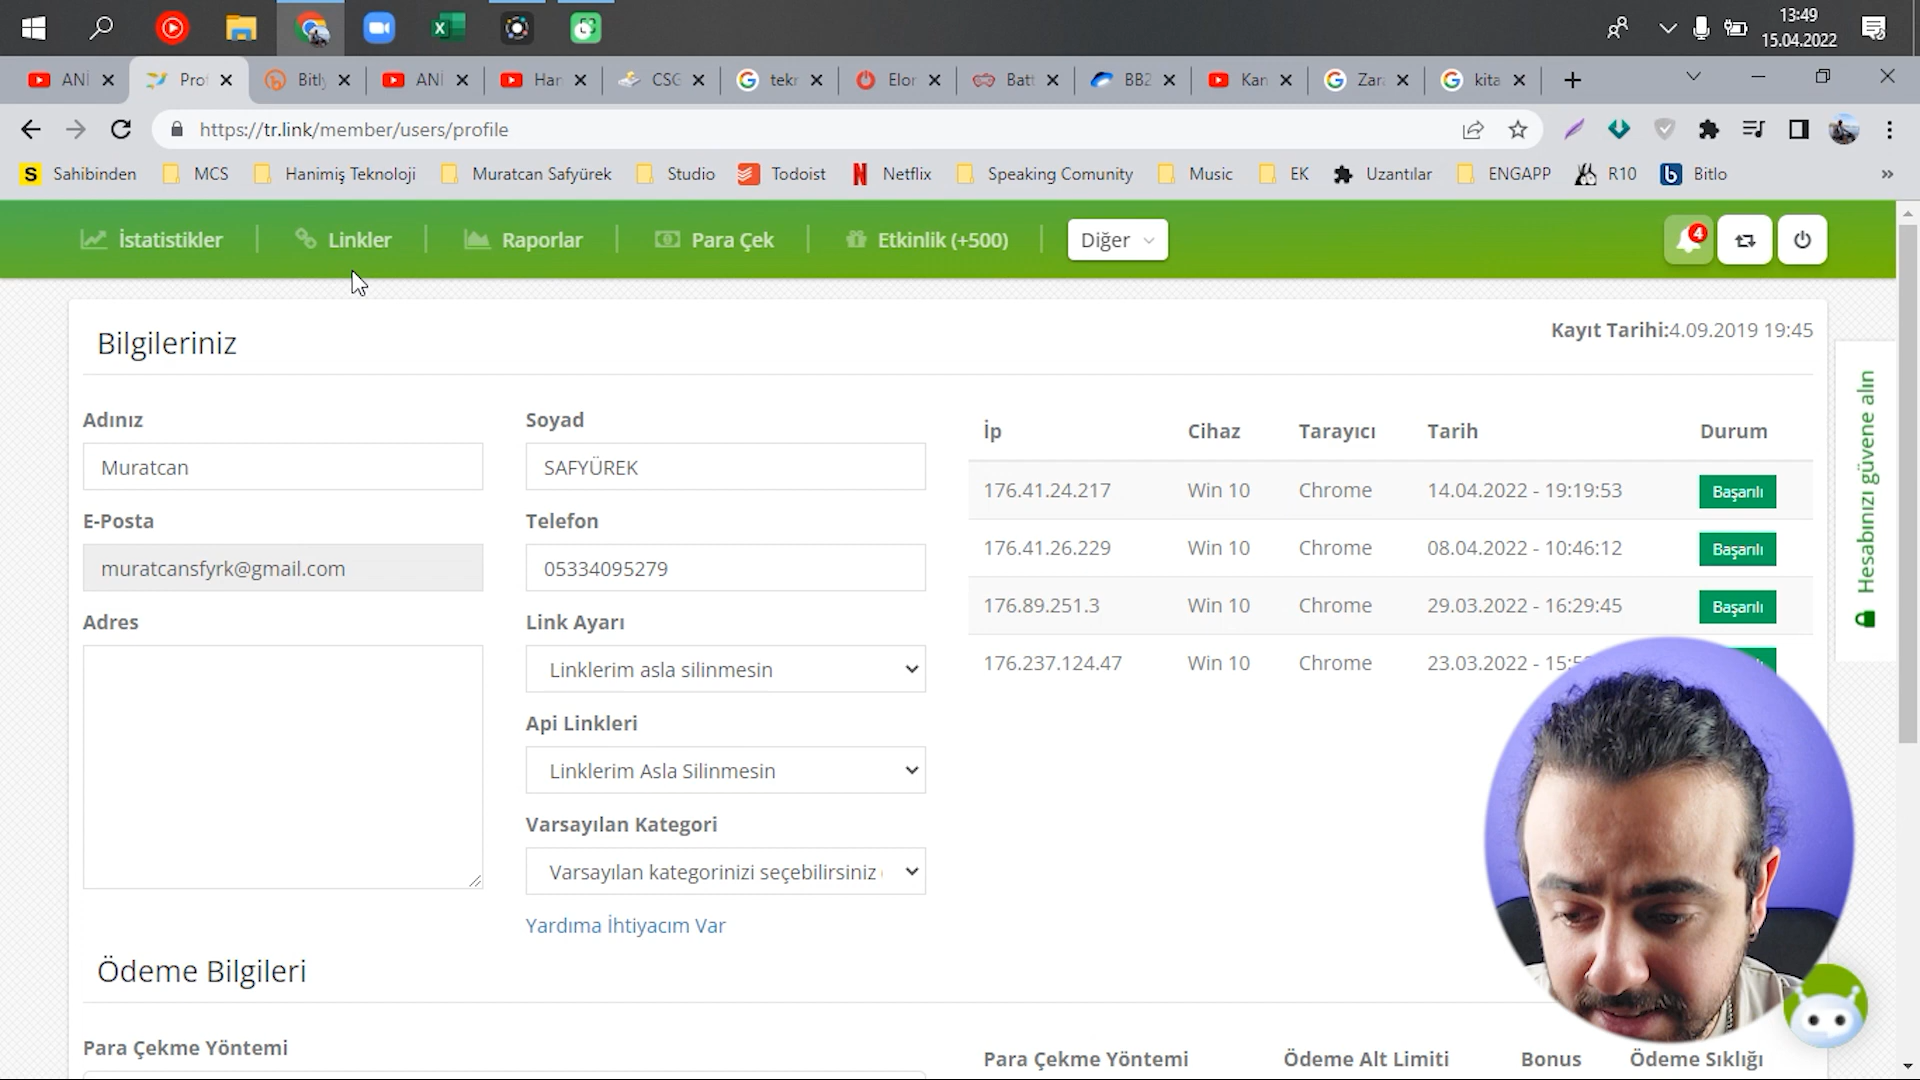 13:49
15.04.2022
ANİ
Prof
Bitly
ANİ
Han
CSG
tekr
Elor
Batt
BB2
Kan
Zara
kita
https://tr.link/member/users/profile
S Sahibinden
MCS
Hanimiş Teknoloji
Muratcan Safyürek
Studio
Todoist
N Netflix
Speaking Comunity
Music
EK
Uzantılar
ENGAPP
R10
b Bitlo
»
İstatistikler
Linkler
Raporlar
Para Çek
Etkinlik (+500)
Diğer
4
Bilgileriniz
Kayıt Tarihi:4.09.2019 19:45
Hesabınızı güvene alın
Adınız
Soyad
Muratcan
SAFYÜREK
E-Posta
Telefon
muratcansfyrk@gmail.com
05334095279
Adres
Link Ayarı
Linklerim asla silinmesin
Api Linkleri
Linklerim Asla Silinmesin
Varsayılan Kategori
Varsayılan kategorinizi seçebilirsiniz
Yardıma İhtiyacım Var
İp Cihaz Tarayıcı Tarih Durum
176.41.24.217 Win 10 Chrome 14.04.2022 - 19:19:53 Başarılı
176.41.26.229 Win 10 Chrome 08.04.2022 - 10:46:12 Başarılı
176.89.251.3 Win 10 Chrome 29.03.2022 - 16:29:45 Başarılı
176.237.124.47 Win 10 Chrome 23.03.2022 - 15:5
Ödeme Bilgileri
Para Çekme Yöntemi
Para Çekme Yöntemi Ödeme Alt Limiti Bonus Ödeme Sıklığı